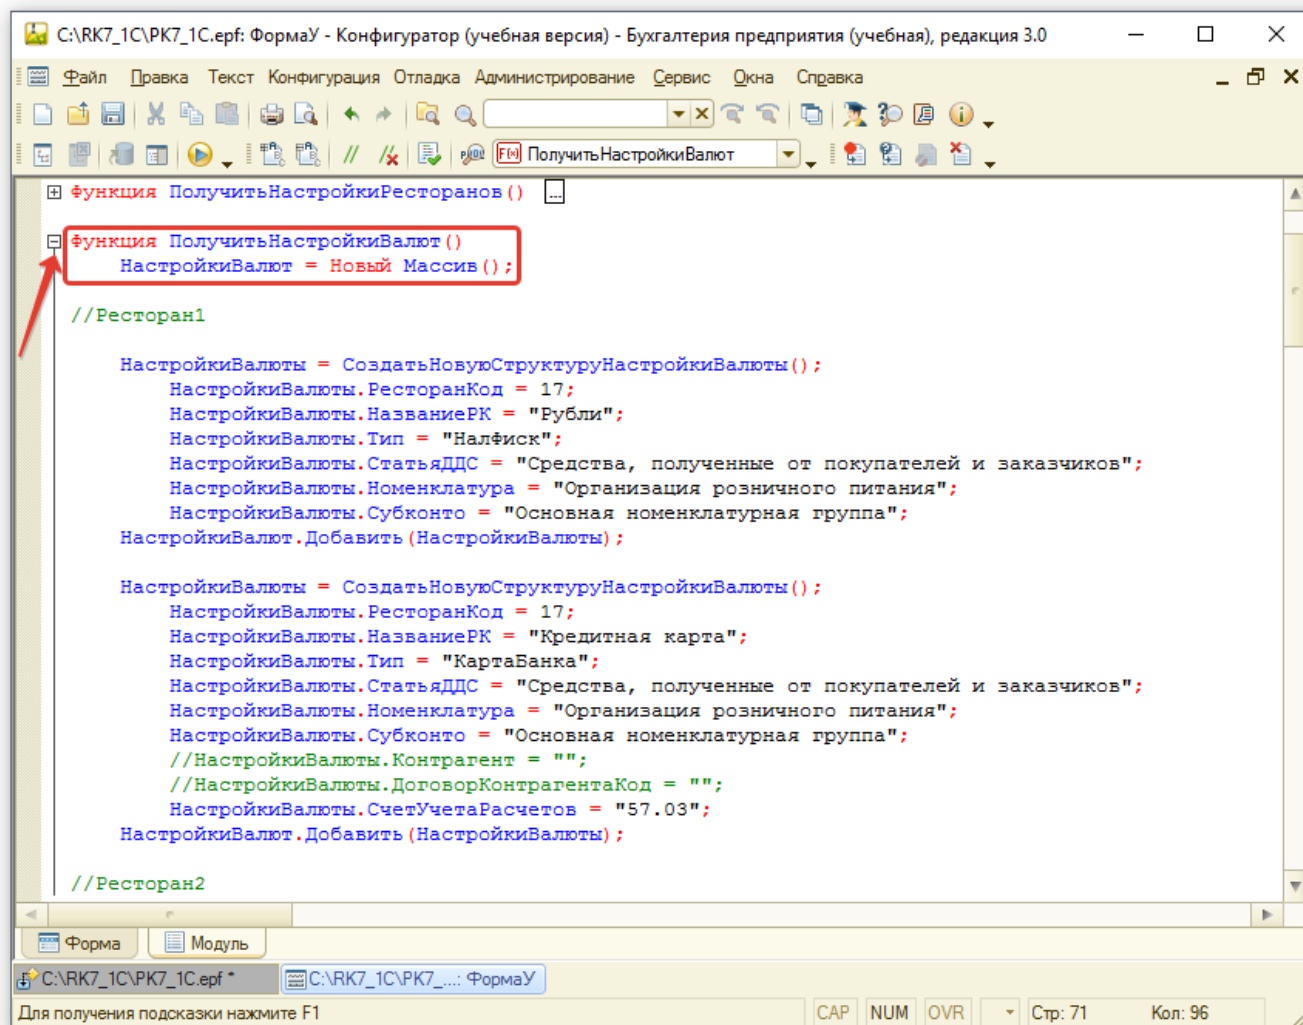 C:\RK7_1C\PK7_1C.epf: ФормаУ - Конфигуратор (учебная версия) - Бухгалтерия предприятия (учебная), редакция 3.0
Файл Правка Текст Конфигурация Отладка Администрирование Сервис Окна Справка
ПолучитьНастройкиВалют
Функция ПолучитьНастройкиРесторанов() ...
Функция ПолучитьНастройкиВалют()
НастройкиВалют = Новый Массив();
//Ресторан1
НастройкиВалюты = СоздатьНовуюСтруктуруНастройкиВалюты();
НастройкиВалюты.РесторанКод = 17;
НастройкиВалюты.НазваниеРК = "Рубли";
НастройкиВалюты.Тип = "НалФиск";
НастройкиВалюты.СтатьяДДС = "Средства, полученные от покупателей и заказчиков";
НастройкиВалюты.Номенклатура = "Организация розничного питания";
НастройкиВалюты.Субконто = "Основная номенклатурная группа";
НастройкиВалют.Добавить(НастройкиВалюты);
НастройкиВалюты = СоздатьНовуюСтруктуруНастройкиВалюты();
НастройкиВалюты.РесторанКод = 17;
НастройкиВалюты.НазваниеРК = "Кредитная карта";
НастройкиВалюты.Тип = "КартаБанка";
НастройкиВалюты.СтатьяДДС = "Средства, полученные от покупателей и заказчиков";
НастройкиВалюты.Номенклатура = "Организация розничного питания";
НастройкиВалюты.Субконто = "Основная номенклатурная группа";
//НастройкиВалюты.Контрагент = "";
//НастройкиВалюты.ДоговорКонтрагентаКод = "";
НастройкиВалюты.СчетУчетаРасчетов = "57.03";
НастройкиВалют.Добавить(НастройкиВалюты);
//Ресторан2
Форма Модуль
C:\RK7_1C\PK7_1C.epf * C:\RK7_1C\PK7_...: ФормаУ
Для получения подсказки нажмите F1 CAP NUM OVR Стр: 71 Кол: 96